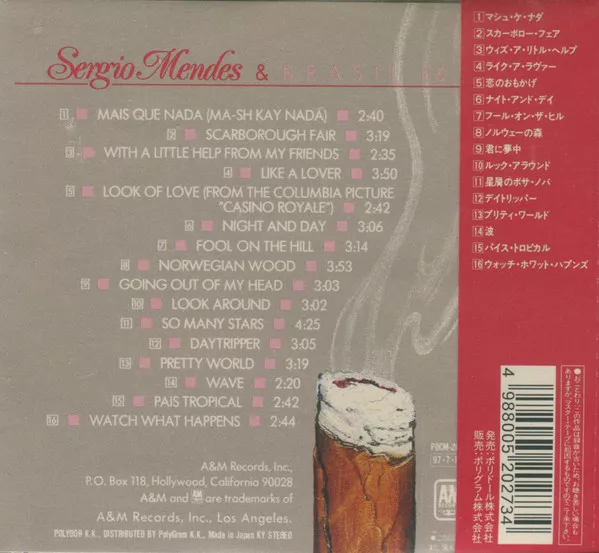 Sergio Mendes & BRASIL
1 MAIS QUE NADA (MA-SH KAY NADA) 2:40
2 SCARBOROUGH FAIR 3:19
3 WITH A LITTLE HELP FROM MY FRIENDS 2:35
4 LIKE A LOVER 3:50
5 LOOK OF LOVE (FROM THE COLUMBIA PICTURE
"CASINO ROYALE") 2:42
6 NIGHT AND DAY 3:06
7 FOOL ON THE HILL 3:14
8 NORWEGIAN WOOD 3:53
9 GOING OUT OF MY HEAD 3:03
10 LOOK AROUND 3:02
11 SO MANY STARS 4:25
12 DAYTRIPPER 3:05
13 PRETTY WORLD 3:19
14 WAVE 2:20
15 PAIS TROPICAL 2:42
16 WATCH WHAT HAPPENS 2:44
A&M Records, Inc.,
P.O. Box 118, Hollywood, California 90028
A&M and are trademarks of
A&M Records, Inc., Los Angeles.
POLYDOR K.K., DISTRIBUTED BY PolyGram K.K., Made in Japan KY STEREO
1 マシュ・ケ・ナダ
2 スカーボロー・フェア
3 ウィズ・ア・リトル・ヘルプ
4 ライク・ア・ラヴァー
5 恋のおもかげ
6 ナイト・アンド・デイ
7 フール・オン・ザ・ヒル
8 ノルウェーの森
9 君に夢中
10 ルック・アラウンド
11 星屑のボサ・ノバ
12 デイトリッパー
13 プリティ・ワールド
14 波
15 パイス・トロピカル
16 ウォッチ・ホワット・ハプンズ
4 988005 202734
発売:ポリドール株式会社
販売:ポリグラム株式会社